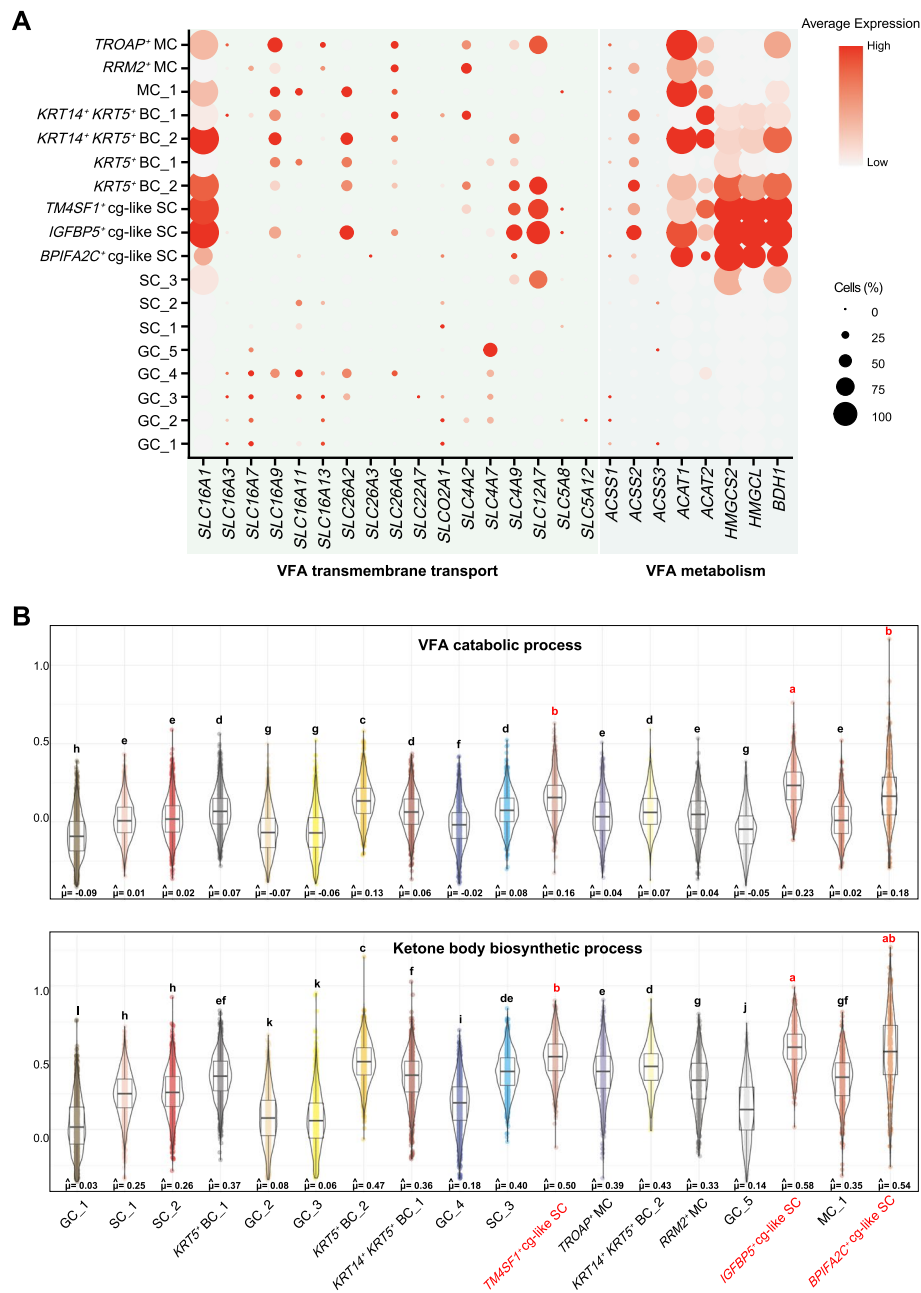 A
Average Expression
High
Low
TROAP⁺ MC
RRM2⁺ MC
MC_1
KRT14⁺ KRT5⁺ BC_1
KRT14⁺ KRT5⁺ BC_2
KRT5⁺ BC_1
KRT5⁺ BC_2
TM4SF1⁺ cg-like SC
IGFBP5⁺ cg-like SC
BPIFA2C⁺ cg-like SC
SC_3
SC_2
SC_1
GC_5
GC_4
GC_3
GC_2
GC_1
Cells (%)
0
25
50
75
100
SLC16A1
SLC16A3
SLC16A7
SLC16A9
SLC16A11
SLC16A13
SLC26A2
SLC26A3
SLC26A6
SLC22A7
SLCO2A1
SLC4A2
SLC4A7
SLC4A9
SLC12A7
SLC5A8
SLC5A12
ACSS1
ACSS2
ACSS3
ACAT1
ACAT2
HMGCS2
HMGCL
BDH1
VFA transmembrane transport
VFA metabolism
B
VFA catabolic process
1.0
0.5
0.0
h
e
e
d
g
g
c
d
f
d
b
e
d
e
g
a
e
b
μ̂= -0.09
μ̂= 0.01
μ̂= 0.02
μ̂= 0.07
μ̂= -0.07
μ̂= -0.06
μ̂= 0.13
μ̂= 0.06
μ̂= -0.02
μ̂= 0.08
μ̂= 0.16
μ̂= 0.04
μ̂= 0.07
μ̂= 0.04
μ̂= -0.05
μ̂= 0.23
μ̂= 0.02
μ̂= 0.18
Ketone body biosynthetic process
1.0
0.5
0.0
l
h
h
ef
k
k
c
f
i
de
b
e
d
g
j
a
gf
ab
μ̂= 0.03
μ̂= 0.25
μ̂= 0.26
μ̂= 0.37
μ̂= 0.08
μ̂= 0.06
μ̂= 0.47
μ̂= 0.36
μ̂= 0.18
μ̂= 0.40
μ̂= 0.50
μ̂= 0.39
μ̂= 0.43
μ̂= 0.33
μ̂= 0.14
μ̂= 0.58
μ̂= 0.35
μ̂= 0.54
GC_1
SC_1
SC_2
KRT5⁺ BC_1
GC_2
GC_3
KRT5⁺ BC_2
KRT14⁺ KRT5⁺ BC_1
GC_4
SC_3
TM4SF1⁺ cg-like SC
TROAP⁺ MC
KRT14⁺ KRT5⁺ BC_2
RRM2⁺ MC
GC_5
IGFBP5⁺ cg-like SC
MC_1
BPIFA2C⁺ cg-like SC